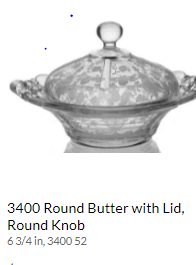 3400 Round Butter with Lid,
Round Knob
6 3/4 in, 3400 52